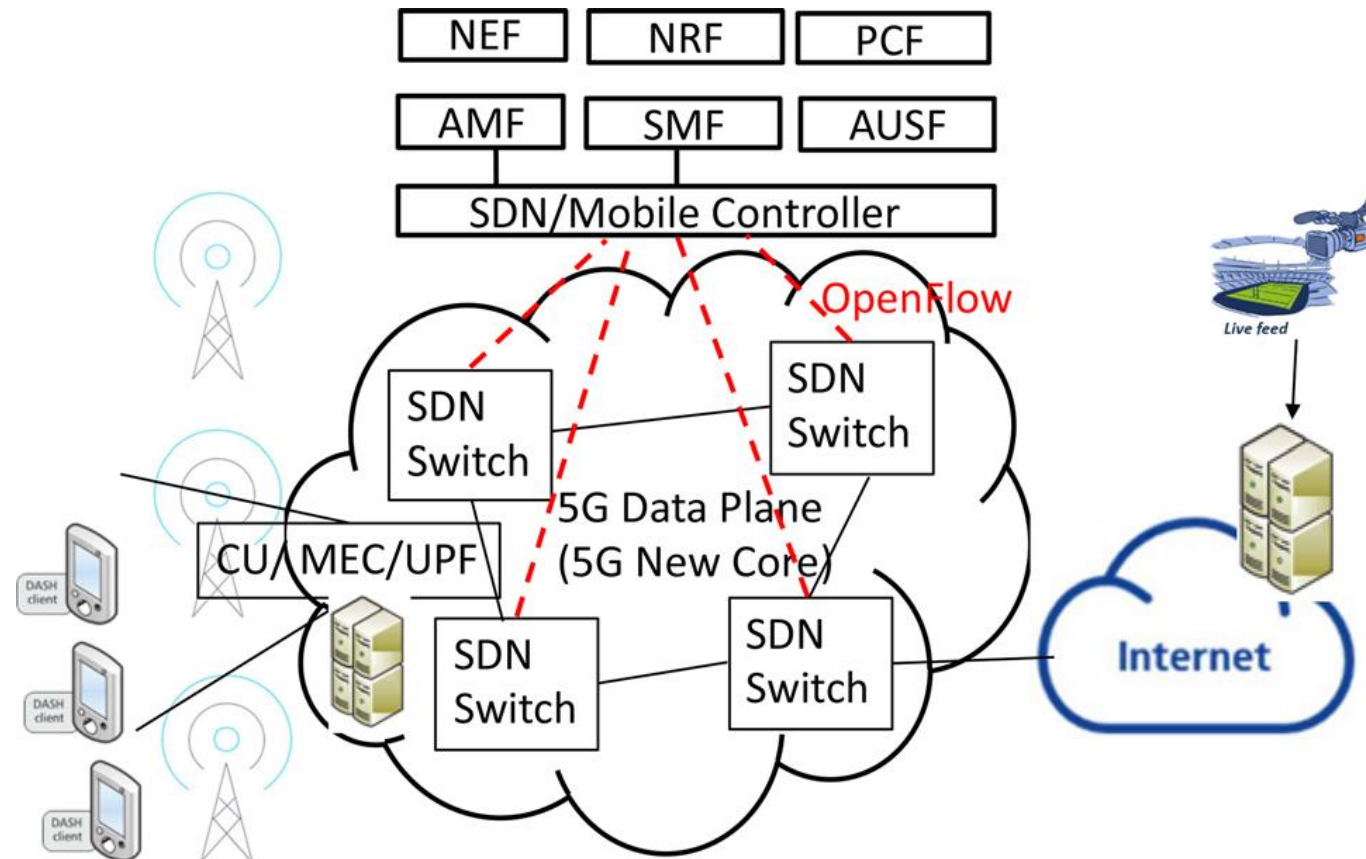 NEF
NRF
PCF
AMF
SMF
AUSF
SDN/Mobile Controller
OpenFlow
Live feed
SDN
Switch
SDN
Switch
5G Data Plane
(5G New Core)
CU/ MEC/UPF
DASH
client
DASH
client
DASH
client
SDN
Switch
SDN
Switch
Internet